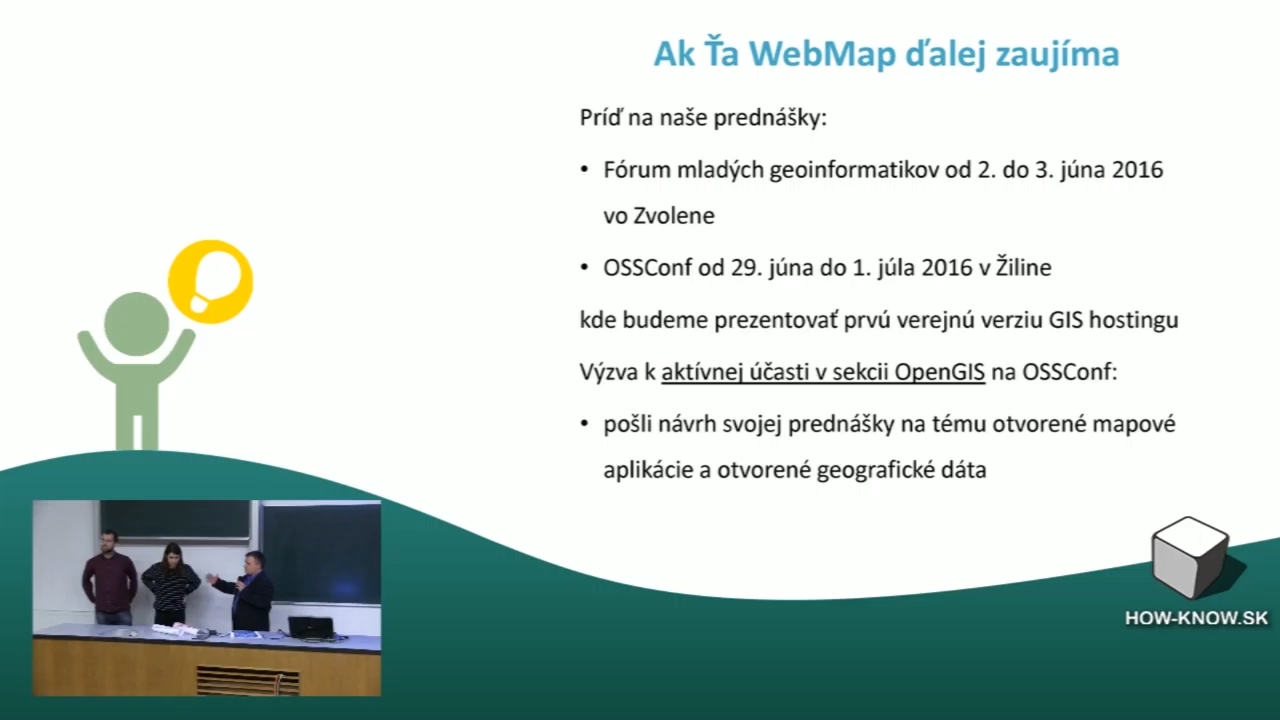 Ak Ťa WebMap ďalej zaujíma
Príď na naše prednášky:
• Fórum mladých geoinformatikov od 2. do 3. júna 2016
vo Zvolene
• OSSConf od 29. júna do 1. júla 2016 v Žiline
kde budeme prezentovať prvú verejnú verziu GIS hostingu
Výzva k aktívnej účasti v sekcii OpenGIS na OSSConf:
• pošli návrh svojej prednášky na tému otvorené mapové
aplikácie a otvorené geografické dáta
HOW-KNOW.SK